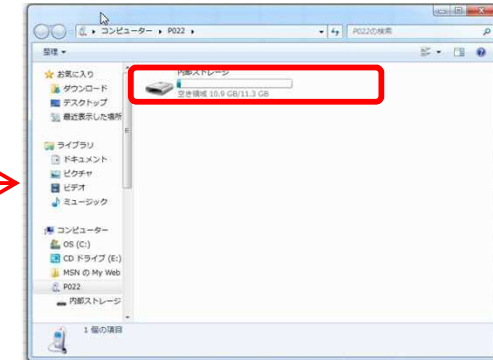 コンピューター ▸ P022 ▸
P022の検索
整理
お気に入り
ダウンロード
デスクトップ
最近表示した場所
ライブラリ
ドキュメント
ピクチャ
ビデオ
ミュージック
コンピューター
OS (C:)
CD ドライブ (E:)
MSN の My Web
P022
内部ストレージ
内部ストレージ
空き領域 10.9 GB/11.3 GB
1 個の項目